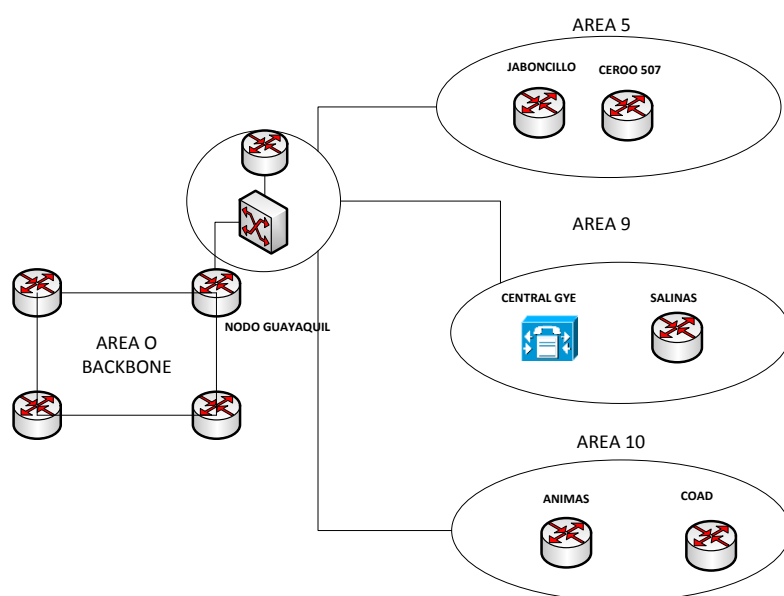 AREA 5
JABONCILLO
CEROO 507
AREA 9
CENTRAL GYE
SALINAS
NODO GUAYAQUIL
AREA O
BACKBONE
AREA 10
ANIMAS
COAD